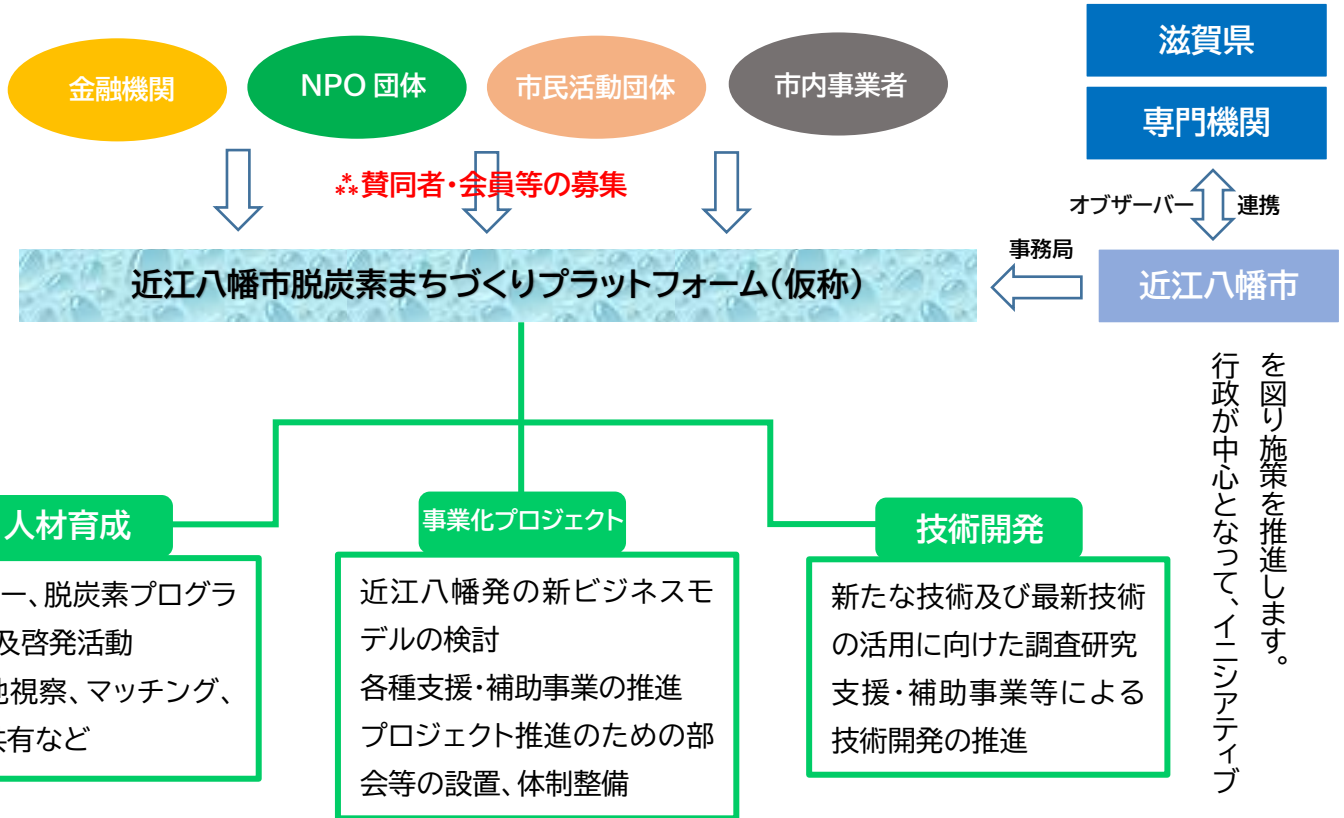 滋賀県
専門機関
金融機関
NPO 団体
市民活動団体
市内事業者
⁂賛同者・会員等の募集
オブザーバー
連携
事務局
近江八幡市脱炭素まちづくりプラットフォーム(仮称)
近江八幡市
行政が中心となって、イニシアティブ
を図り施策を推進します。
人材育成
ー、脱炭素プログラ
及啓発活動
視察、マッチング、
有など
事業化プロジェクト
近江八幡発の新ビジネスモ
デルの検討
各種支援・補助事業の推進
プロジェクト推進のための部
会等の設置、体制整備
技術開発
新たな技術及び最新技術
の活用に向けた調査研究
支援・補助事業等による
技術開発の推進